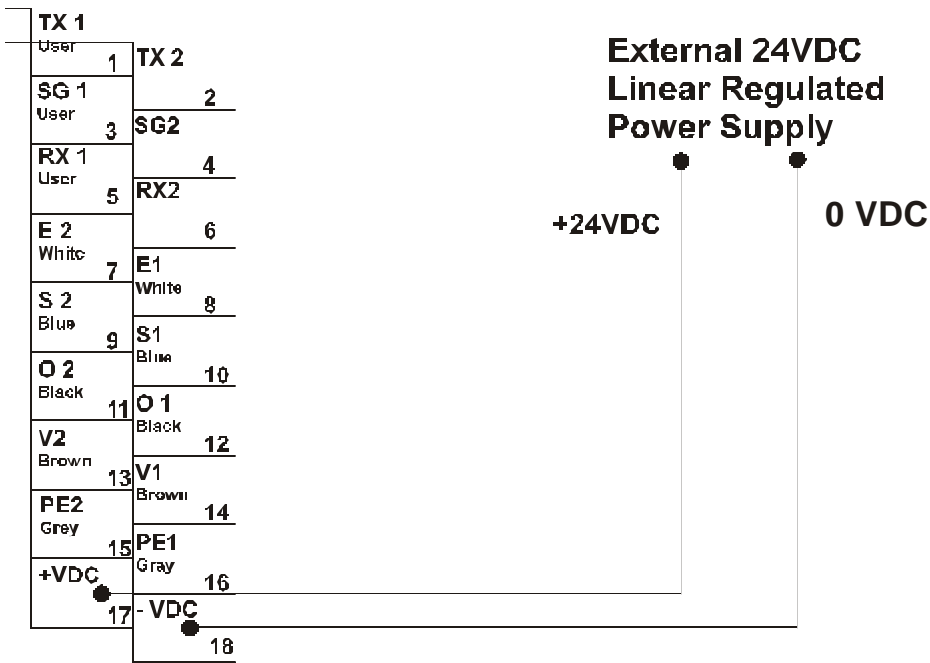 TX 1
User
1
TX 2
2
SG 1
User
3
SG2
4
RX 1
User
5
RX2
6
E 2
White
7
E1
White
8
S 2
Blue
9
S1
Blue
10
O 2
Black
11
O 1
Black
12
V2
Brown
13
V1
Brown
14
PE2
Grey
15
PE1
Gray
16
+VDC
17
- VDC
18
External 24VDC
Linear Regulated
Power Supply
+24VDC
0 VDC